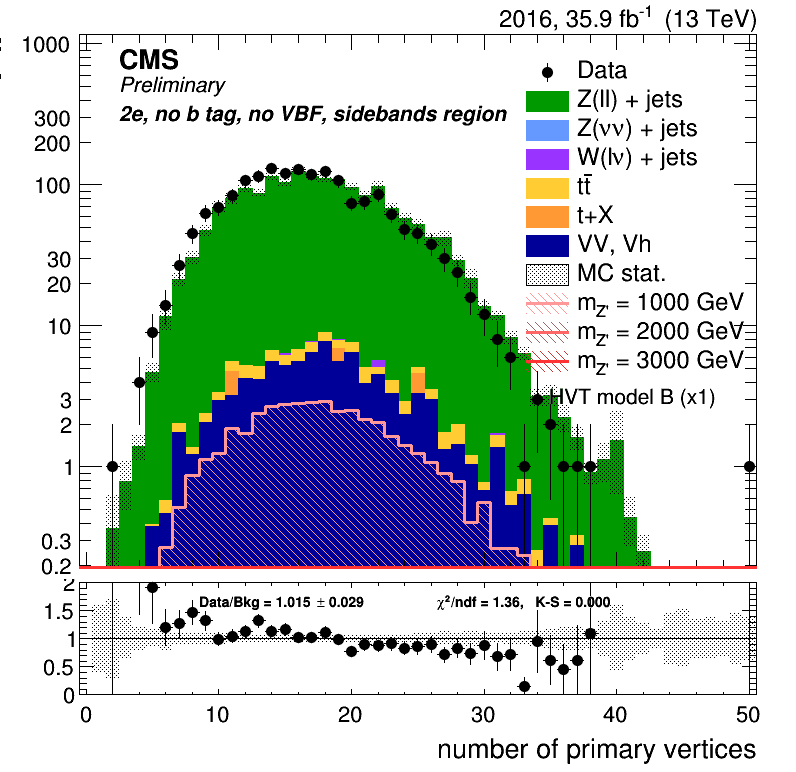 2016, 35.9 fb⁻¹ (13 TeV)
CMS
Preliminary
2e, no b tag, no VBF, sidebands region
Data
Z(ll) + jets
Z(νν) + jets
W(lν) + jets
tt̄
t+X
VV, Vh
MC stat.
m_Z' = 1000 GeV
m_Z' = 2000 GeV
m_Z' = 3000 GeV
HVT model B (x1)
1000
300
200
100
30
20
10
3
2
1
0.3
0.2
Data/Bkg = 1.015 ± 0.029
χ²/ndf = 1.36, K-S = 0.000
2
1.5
1
0.5
0
0 10 20 30 40 50
number of primary vertices